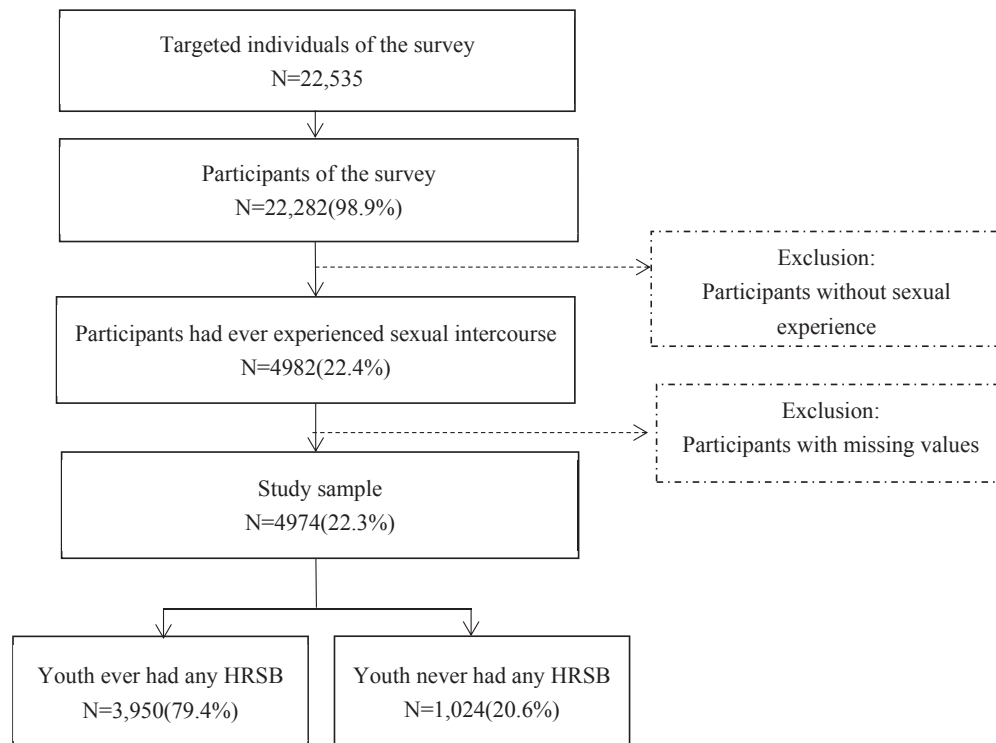 Targeted individuals of the survey
N=22,535
Participants of the survey
N=22,282(98.9%)
Exclusion:
Participants without sexual
experience
Participants had ever experienced sexual intercourse
N=4982(22.4%)
Exclusion:
Participants with missing values
Study sample
N=4974(22.3%)
Youth ever had any HRSB
N=3,950(79.4%)
Youth never had any HRSB
N=1,024(20.6%)